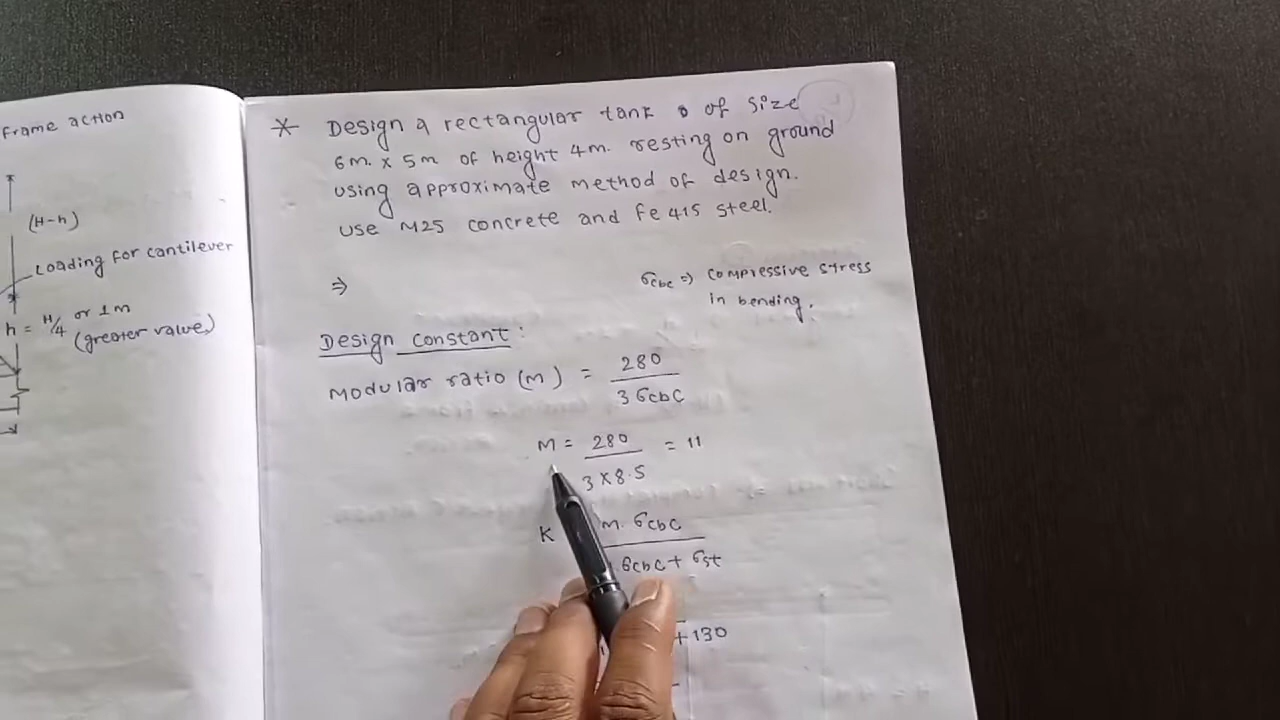 Frame action
(H-h)
Loading for cantilever
h = H/4 or 1m
(greater value)
* Design a rectangular tank of size
6m. x 5m of height 4m. resting on ground
using approximate method of design.
use M25 concrete and Fe 415 steel.
⇒
σcbc ⇒ compressive stress
in bending.
Design constant:
Modular ratio (m) = 280
3 σcbc
M = 280 = 11
3 x 8.5
K m. σcbc
σcbc + σst
+ 130